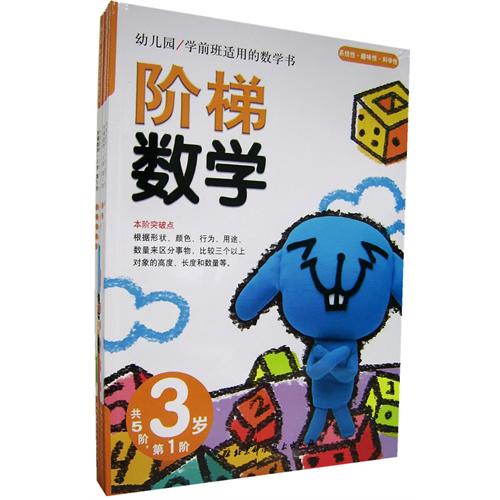 幼儿园/学前班适用的数学书
系统性·趣味性·科学性
阶梯
数学
本阶突破点
根据形状、颜色、行为、用途、
数量来区分事物，比较三个以上
对象的高度、长度和数量等。
共
5
阶，
第1阶
3岁
2